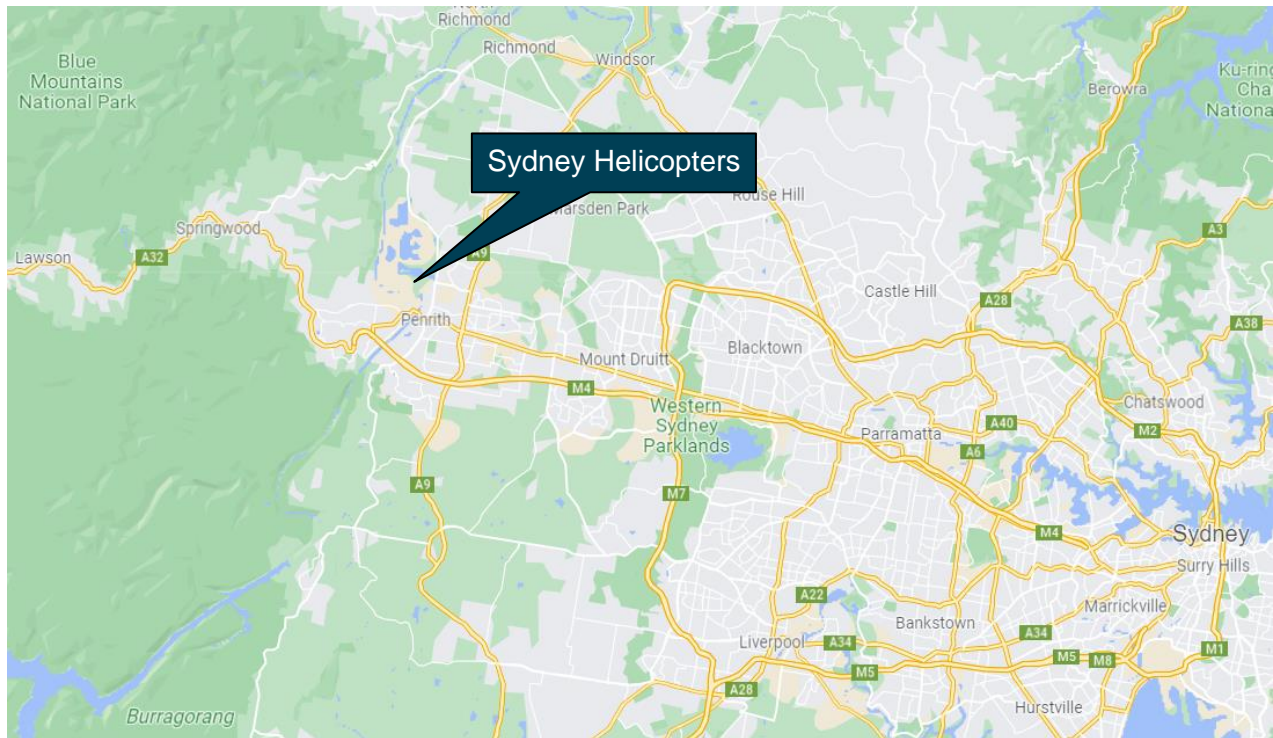 Richmond
Blue
Mountains
National Park
Richmond
Windsor
Ku-ring
Cha
Nationa
Berowra
Sydney Helicopters
Marsden Park
Rouse Hill
Springwood
Lawson
A32
A9
A3
Castle Hill
A28
Penrith
A38
Mount Druitt
Blacktown
M4
Western
Sydney
Parklands
Chatswood
M2
A40
Parramatta
A6
A9
M7
M4
Sydney
Surry Hills
A22
Marrickville
Bankstown
A34
Liverpool
A34
M5
M5
M8
M1
A28
Hurstville
Burragorang